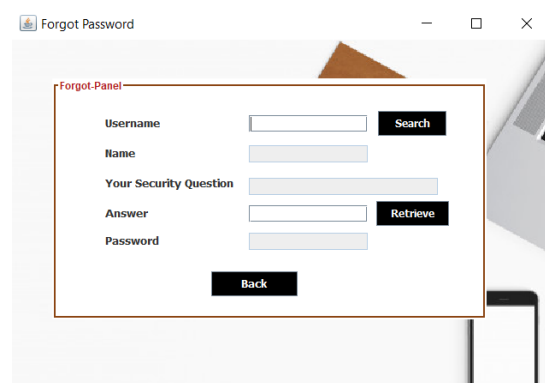 Forgot Password
Forgot-Panel
Username Search
Name
Your Security Question
Answer Retrieve
Password
Back